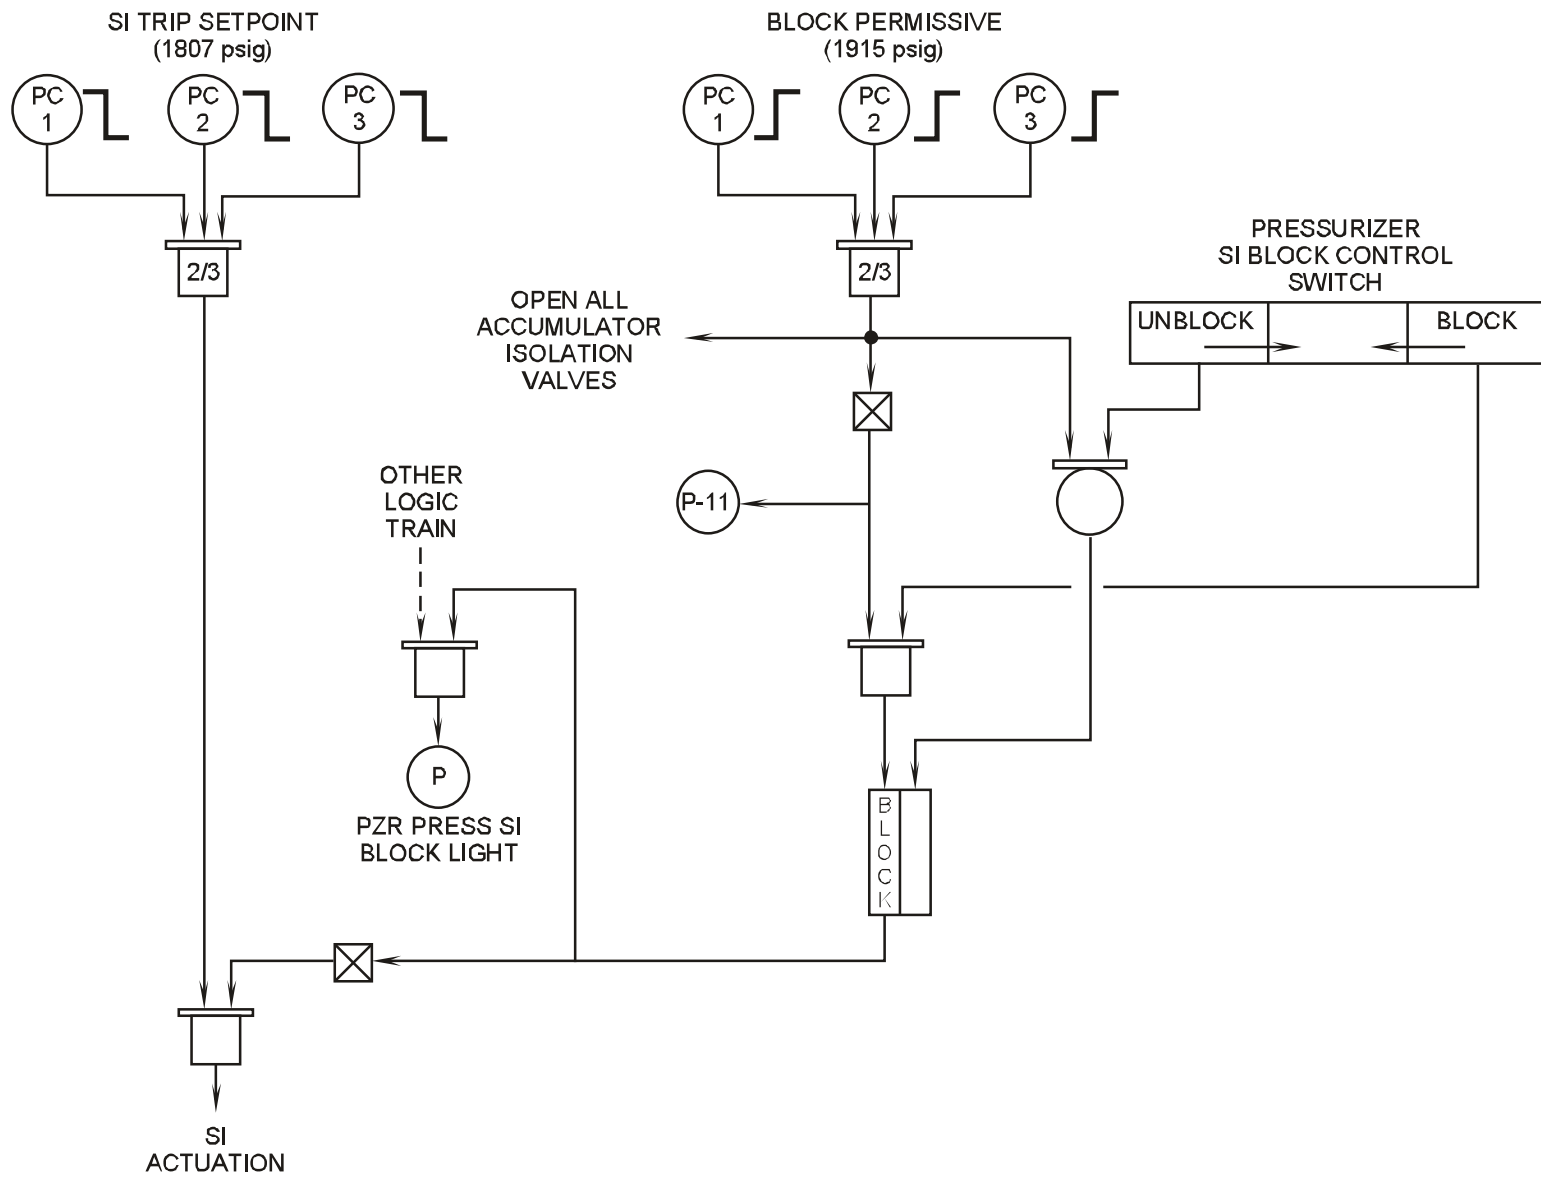 SI TRIP SETPOINT
(1807 psig)
PC
1
PC
2
PC
3
2/3
BLOCK PERMISSIVE
(1915 psig)
PC
1
PC
2
PC
3
2/3
PRESSURIZER
SI BLOCK CONTROL
SWITCH
UNBLOCK
BLOCK
OPEN ALL
ACCUMULATOR
ISOLATION
VALVES
P-11
OTHER
LOGIC
TRAIN
P
PZR PRESS SI
BLOCK LIGHT
BLOCK
SI
ACTUATION